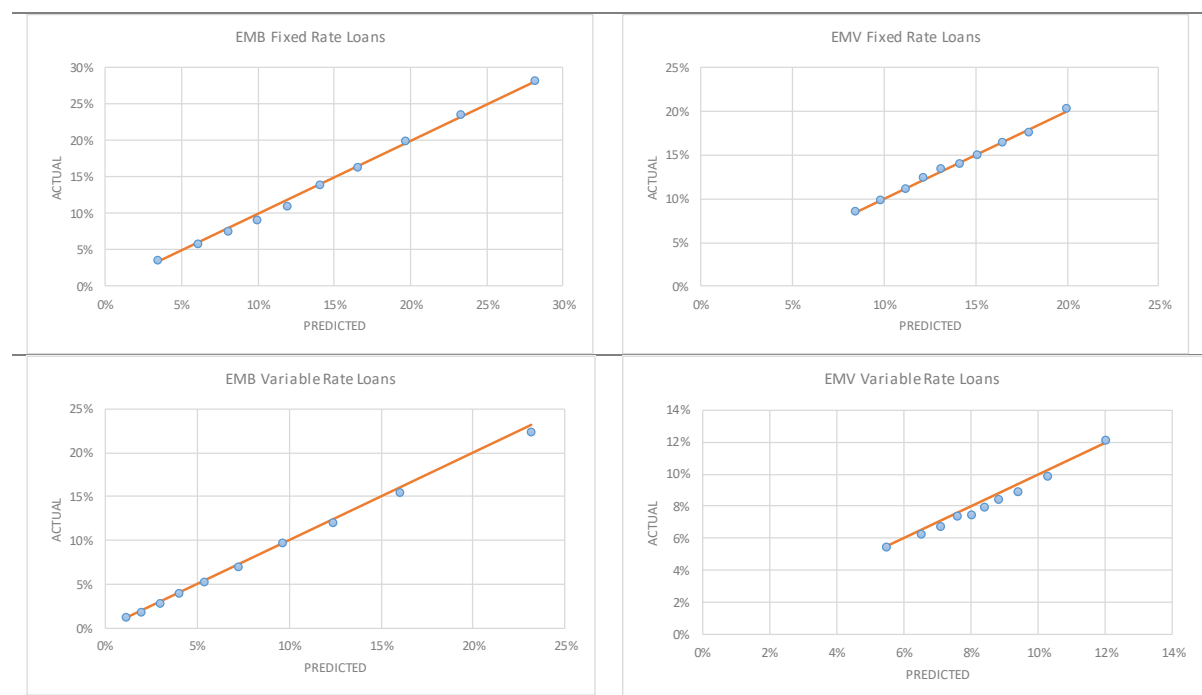 EMB Fixed Rate Loans
30%
25%
20%
15%
10%
5%
0%
ACTUAL
0% 5% 10% 15% 20% 25% 30%
PREDICTED
EMV Fixed Rate Loans
25%
20%
15%
10%
5%
0%
ACTUAL
0% 5% 10% 15% 20% 25%
PREDICTED
EMB Variable Rate Loans
25%
20%
15%
10%
5%
0%
ACTUAL
0% 5% 10% 15% 20% 25%
PREDICTED
EMV Variable Rate Loans
14%
12%
10%
8%
6%
4%
2%
0%
ACTUAL
0% 2% 4% 6% 8% 10% 12% 14%
PREDICTED